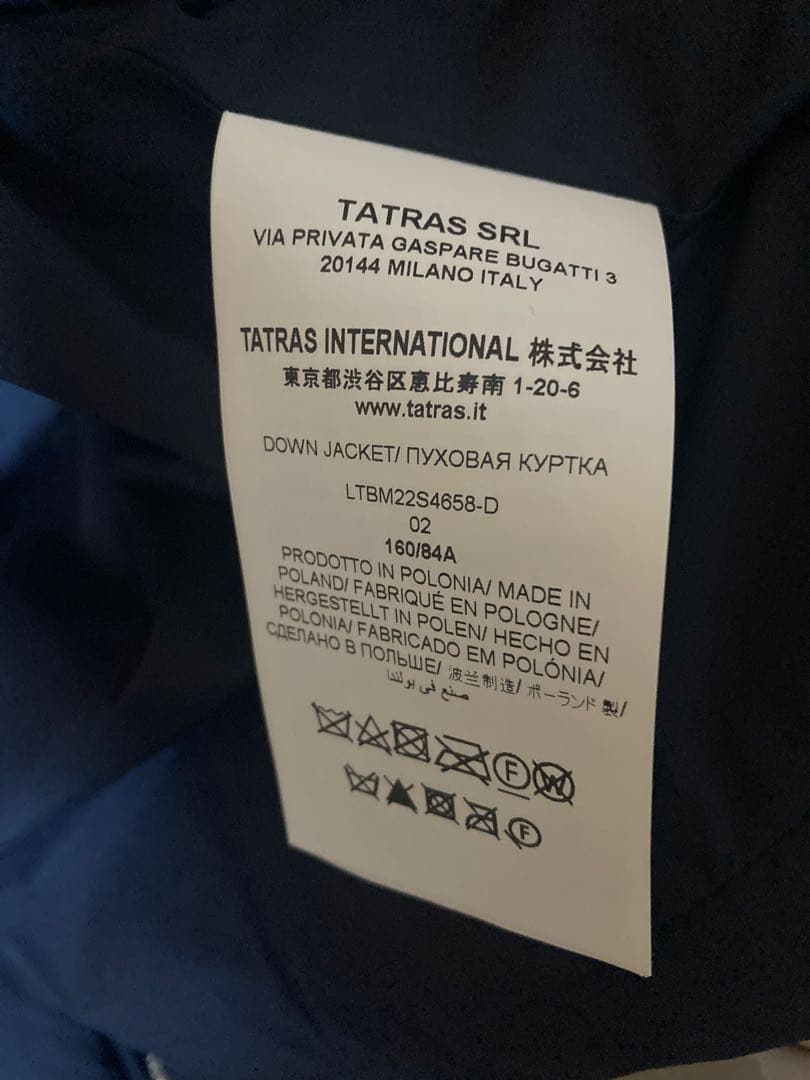 TATRAS SRL
VIA PRIVATA GASPARE BUGATTI 3
20144 MILANO ITALY
TATRAS INTERNATIONAL 株式会社
東京都渋谷区恵比寿南 1-20-6
www.tatras.it
DOWN JACKET/ ПУХОВАЯ КУРТКА
LTBM22S4658-D
02
160/84A
PRODOTTO IN POLONIA/ MADE IN
POLAND/ FABRIQUÉ EN POLOGNE/
HERGESTELLT IN POLEN/ HECHO EN
POLONIA/ FABRICADO EM POLÓNIA/
СДЕЛАНО В ПОЛЬШЕ/ 波兰制造/ ポーランド 製/
صنع في بولندا
F W
F